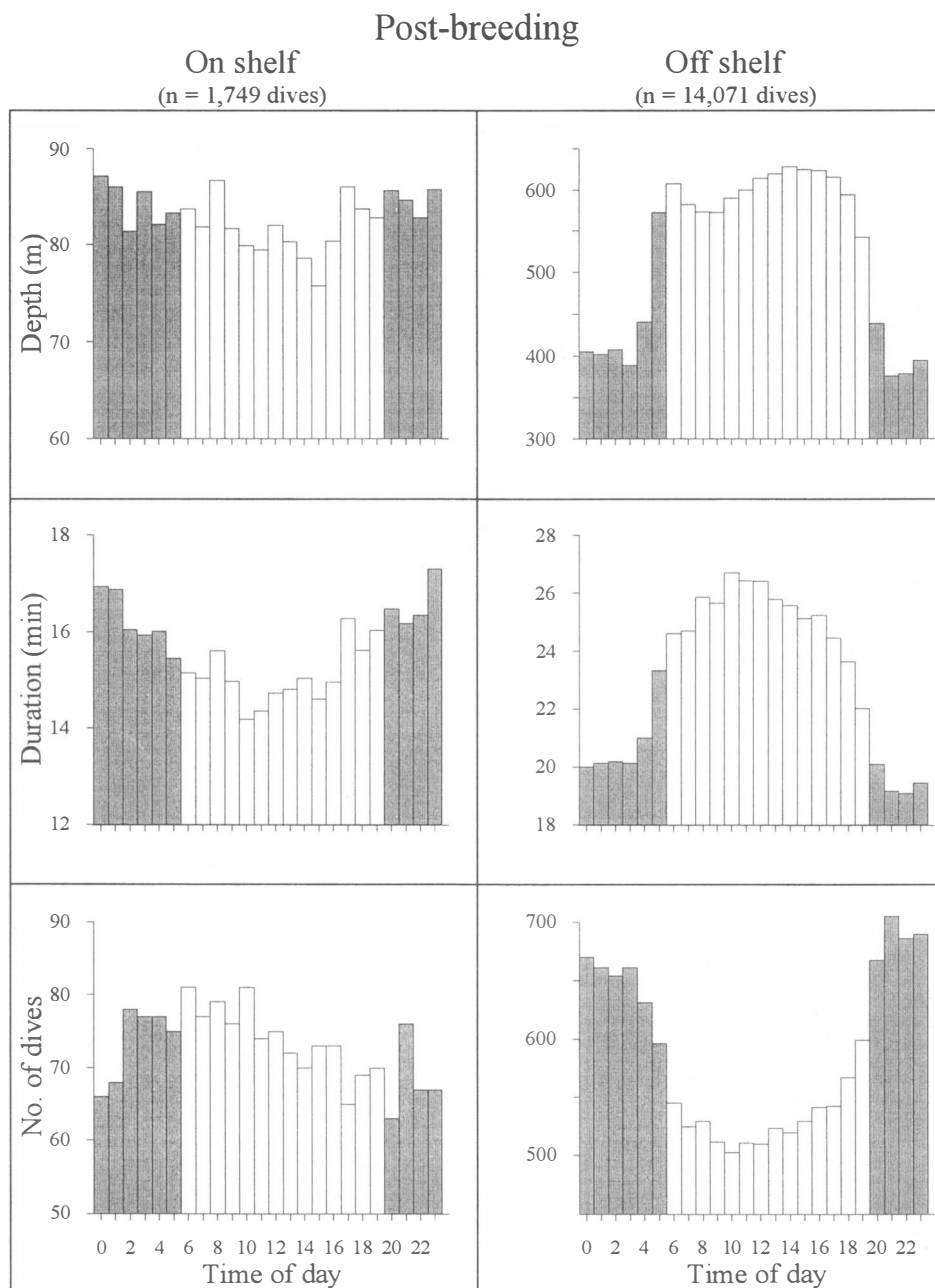 Post-breeding
On shelf
(n = 1,749 dives)
Off shelf
(n = 14,071 dives)
Depth (m)
90
80
70
60
600
500
400
300
Duration (min)
18
16
14
12
28
26
24
22
20
18
No. of dives
90
80
70
60
50
700
600
500
0 2 4 6 8 10 12 14 16 18 20 22
Time of day
0 2 4 6 8 10 12 14 16 18 20 22
Time of day